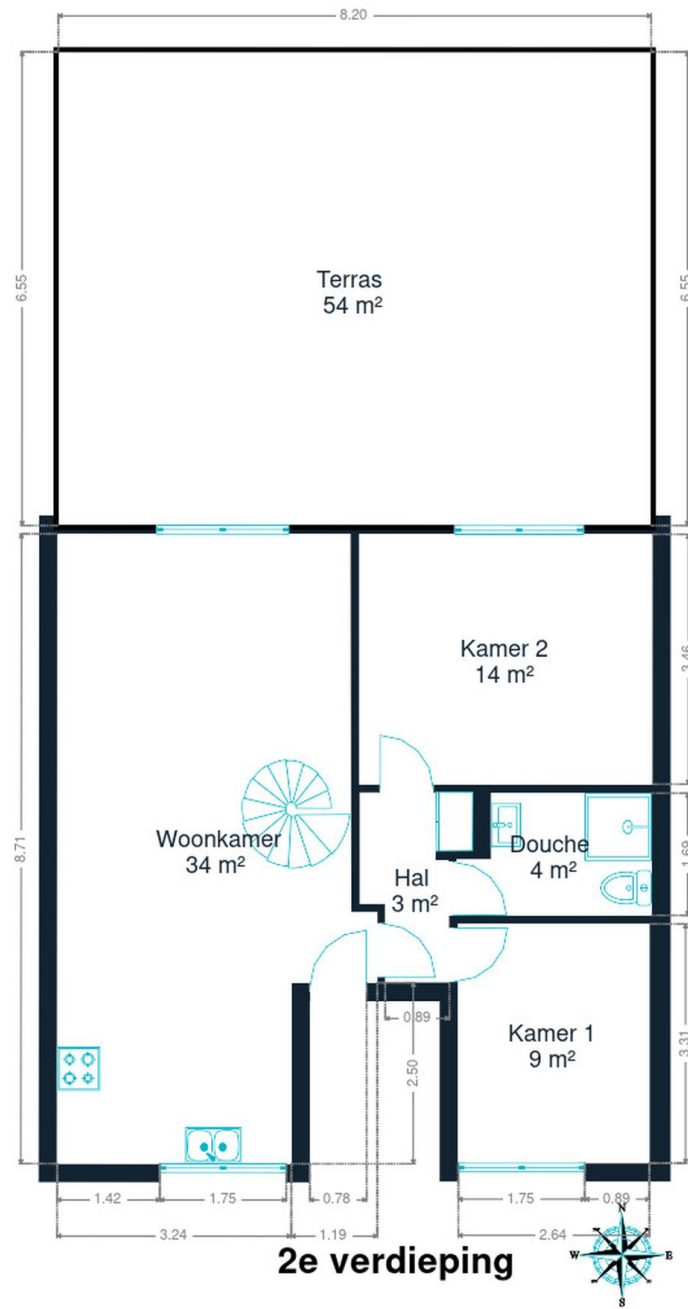 8.20
6.55
6.55
Terras
54 m²
Kamer 2
14 m²
3.46
8.71
Woonkamer
34 m²
Douche
4 m²
1.69
Hal
3 m²
0.89
2.50
Kamer 1
9 m²
3.31
1.42
1.75
0.78
1.75
0.89
3.24
1.19
2.64
2e verdieping
N
W
E
S